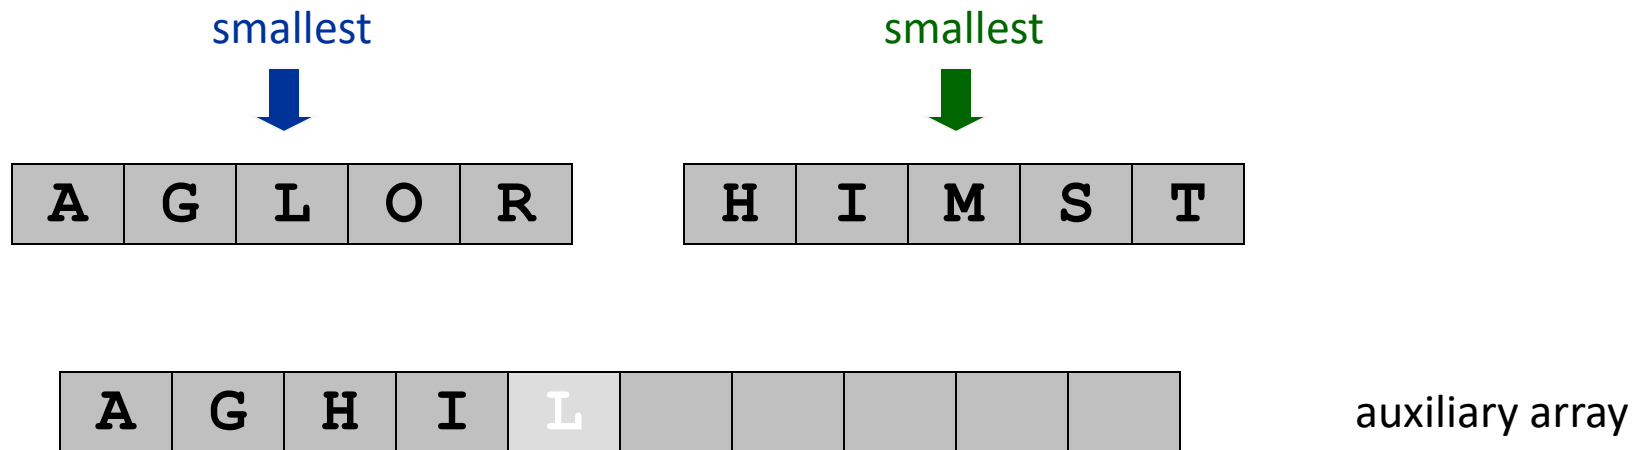 smallest smallest
A G L O R H I M S T
A G H I L auxiliary array